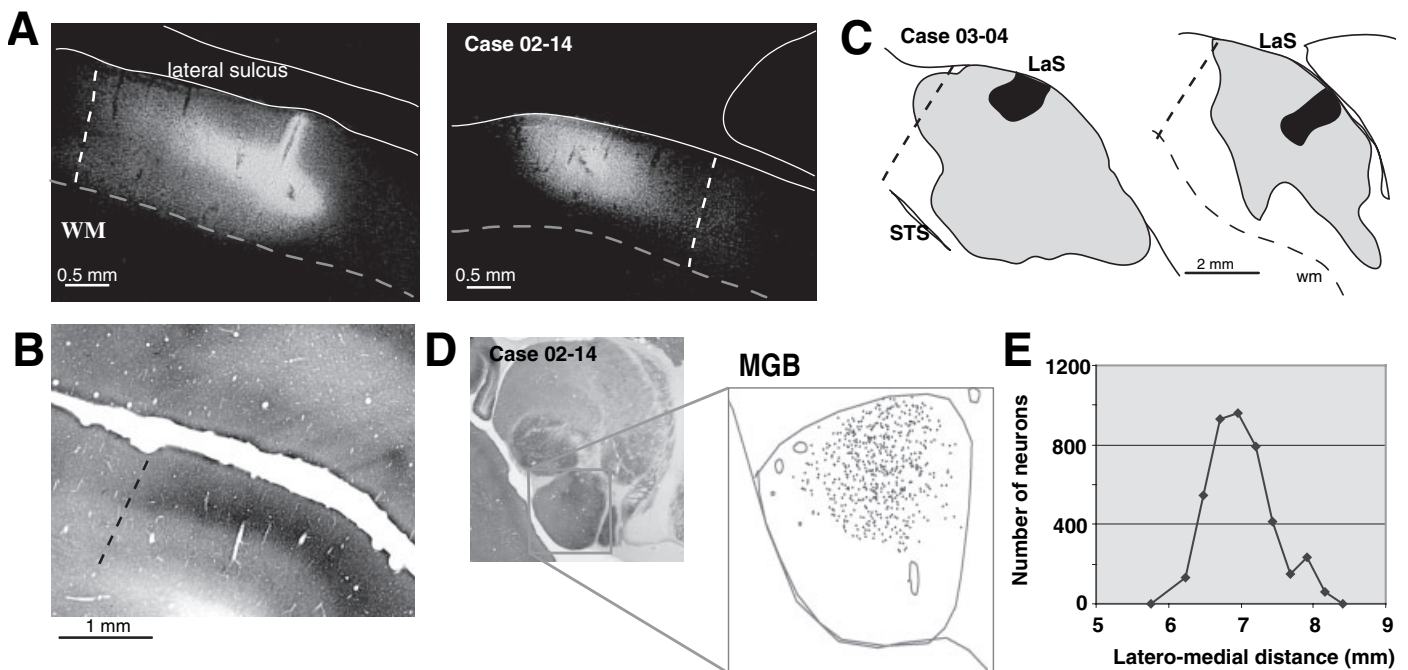 A
lateral sulcus
WM
0.5 mm
Case 02-14
0.5 mm
C
Case 03-04
LaS
STS
LaS
2 mm
wm
B
1 mm
D
Case 02-14
MGB
E
Number of neurons
1200
800
400
0
5 6 7 8 9
Latero-medial distance (mm)